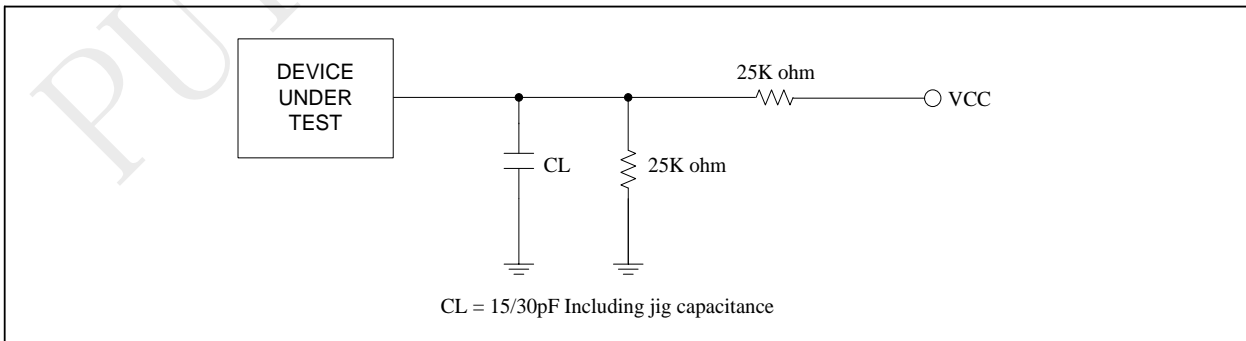 DEVICE
UNDER
TEST
25K ohm
VCC
CL
25K ohm
CL = 15/30pF Including jig capacitance